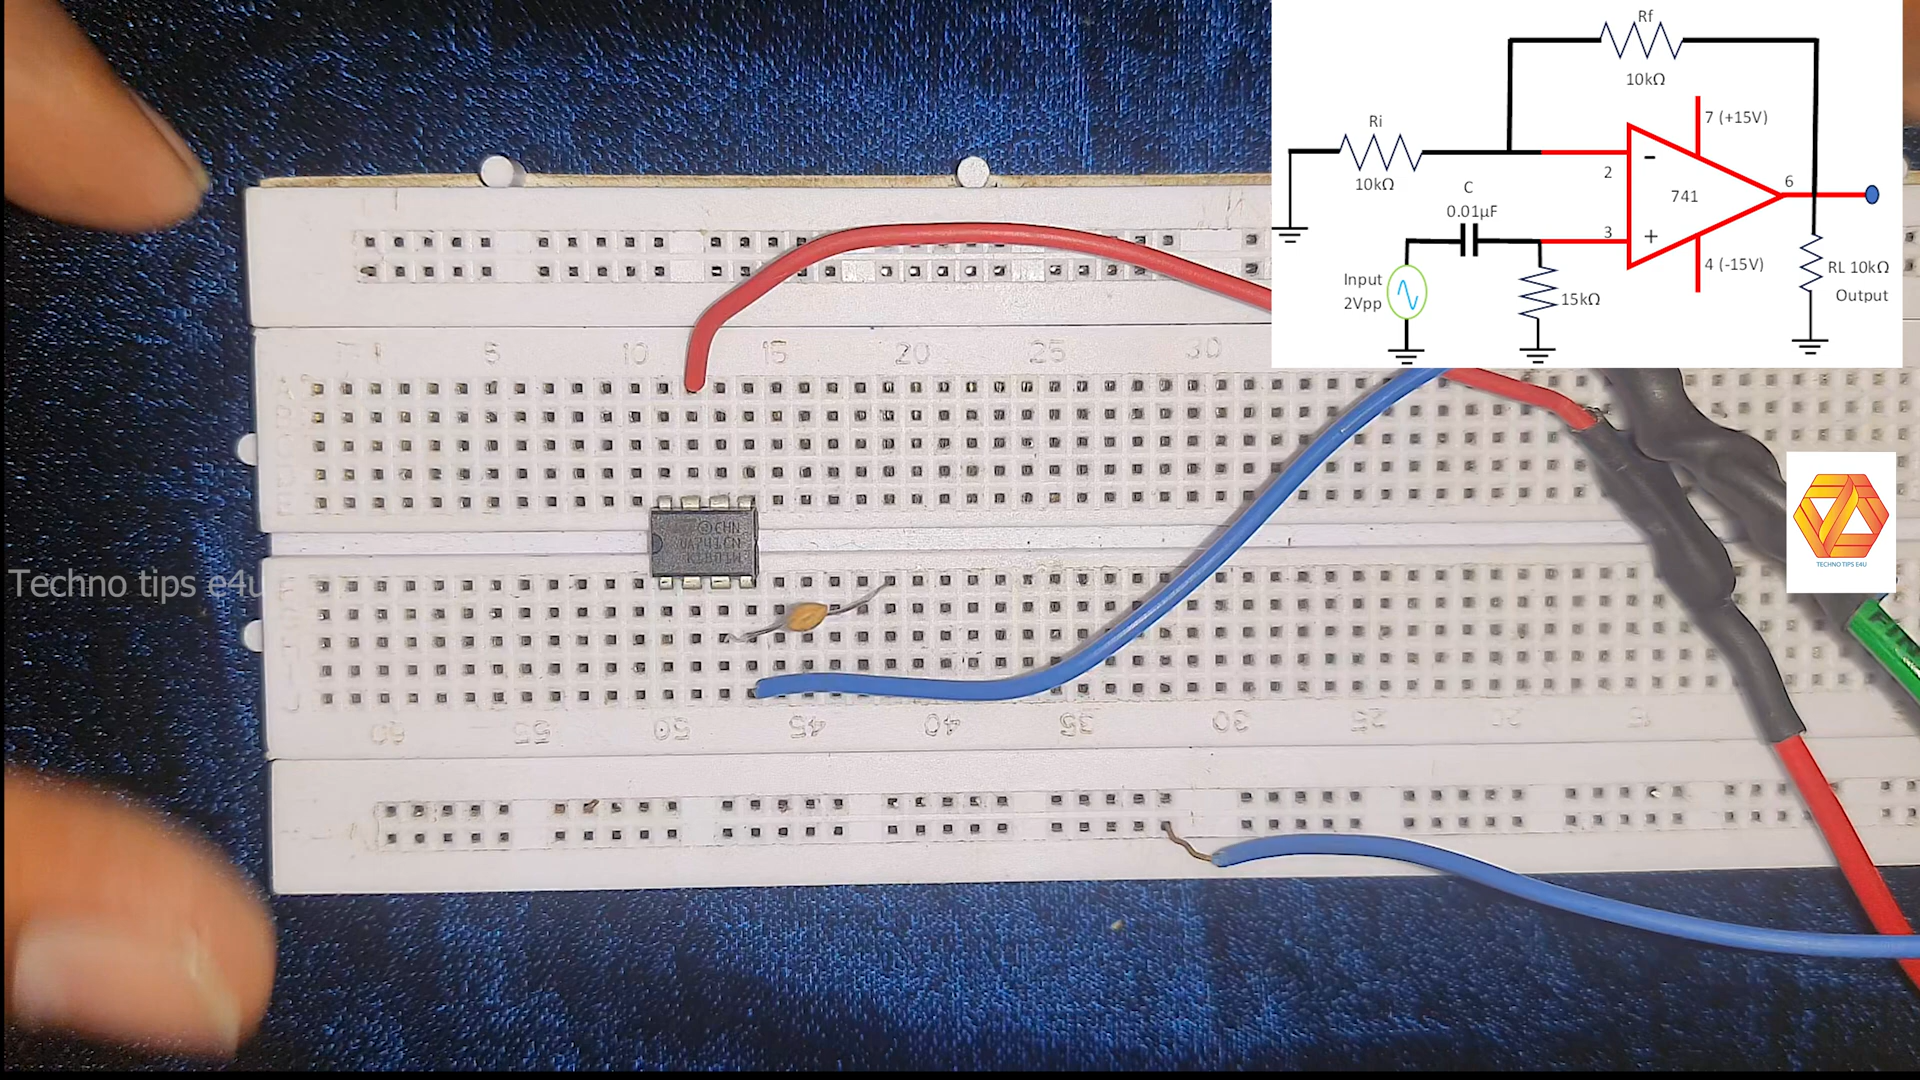 Rf
10kΩ
7 (+15V)
Ri
10kΩ
2
-
6
741
C
0.01µF
3
+
4 (-15V)
Input
2Vpp
15kΩ
RL 10kΩ
Output
1 5 10 15 20 25 30
UA741CN
TECHNO TIPS E4U
Techno tips e4u
60 55 50 45 40 35 30 25 20 15